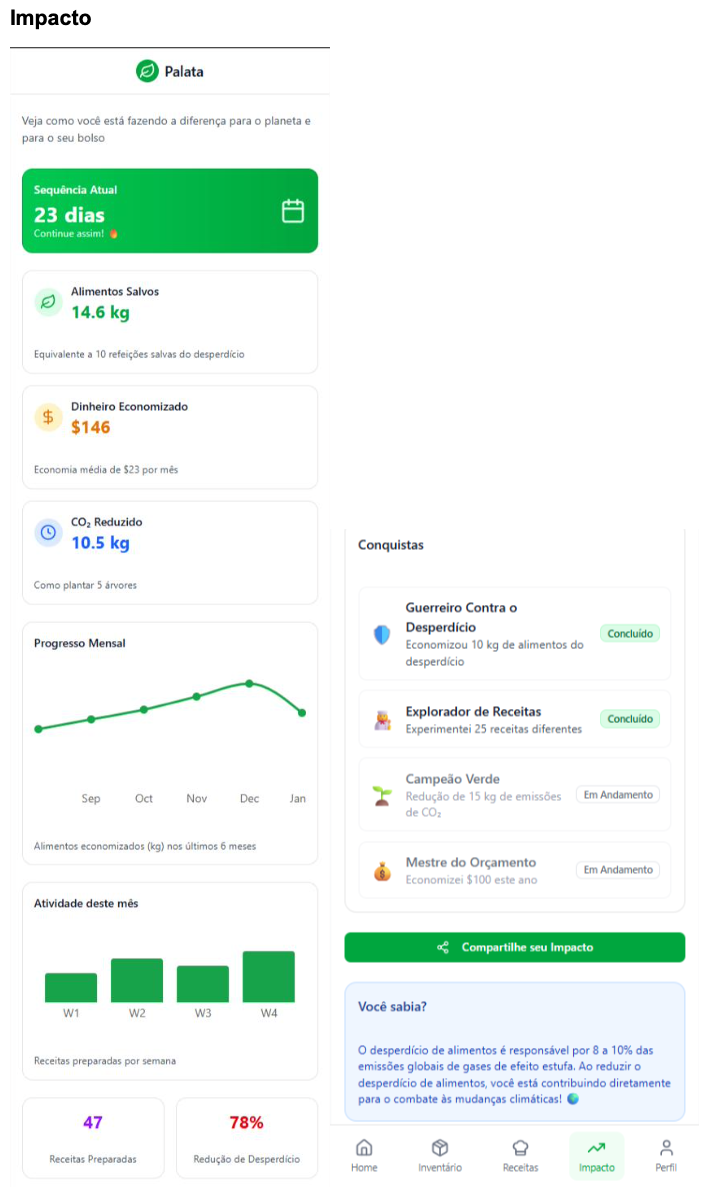 Impacto
Palata
Veja como você está fazendo a diferença para o planeta e
para o seu bolso
Sequência Atual
23 dias
Continue assim! 🔥
Alimentos Salvos
14.6 kg
Equivalente a 10 refeições salvas do desperdício
Dinheiro Economizado
$146
Economia média de $23 por mês
CO₂ Reduzido
10.5 kg
Como plantar 5 árvores
Progresso Mensal
Sep Oct Nov Dec Jan
Alimentos economizados (kg) nos últimos 6 meses
Atividade deste mês
W1 W2 W3 W4
Receitas preparadas por semana
47
Receitas Preparadas
78%
Redução de Desperdício
Conquistas
Guerreiro Contra o
Desperdício
Economizou 10 kg de alimentos do
desperdício
Concluído
Explorador de Receitas
Experimentei 25 receitas diferentes
Concluído
Campeão Verde
Redução de 15 kg de emissões
de CO₂
Em Andamento
Mestre do Orçamento
Economizei $100 este ano
Em Andamento
Compartilhe seu Impacto
Você sabia?
O desperdício de alimentos é responsável por 8 a 10% das
emissões globais de gases de efeito estufa. Ao reduzir o
desperdício de alimentos, você está contribuindo diretamente
para o combate às mudanças climáticas! 🌍
Home Inventário Receitas Impacto Perfil